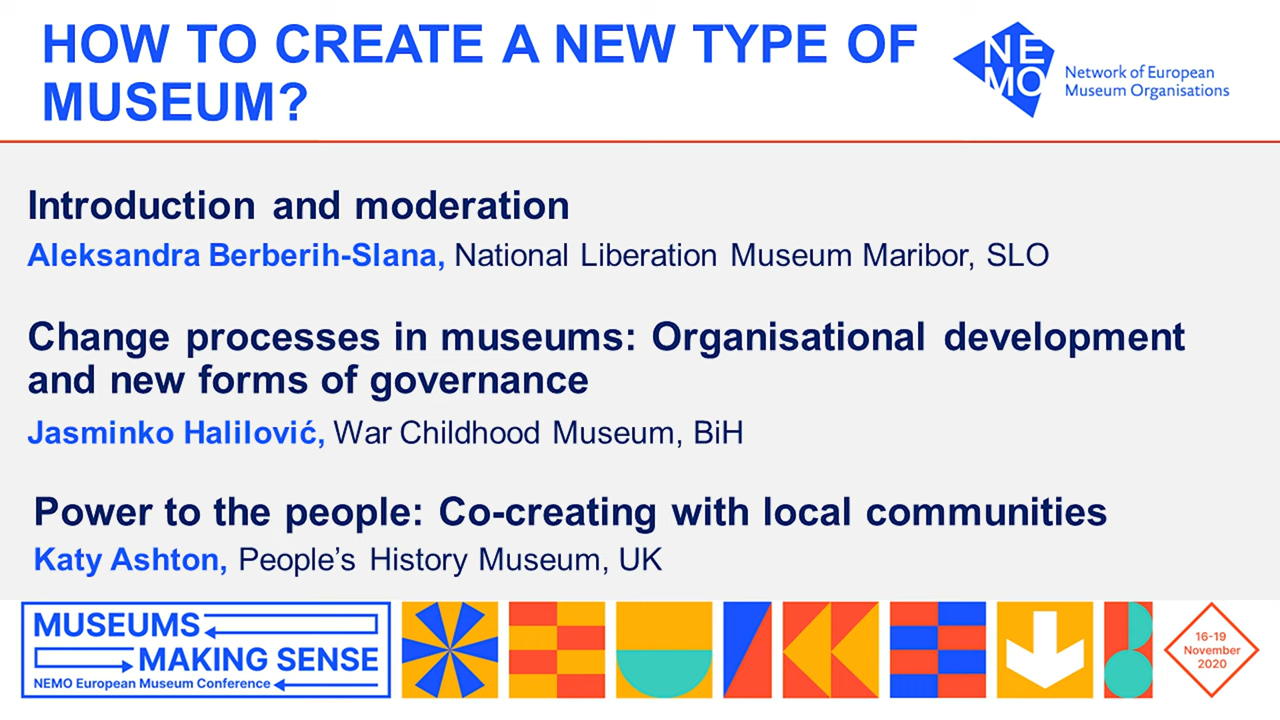 HOW TO CREATE A NEW TYPE OF
MUSEUM?
NE
MO
Network of European
Museum Organisations
Introduction and moderation
Aleksandra Berberih-Slana, National Liberation Museum Maribor, SLO
Change processes in museums: Organisational development
and new forms of governance
Jasminko Halilović, War Childhood Museum, BiH
Power to the people: Co-creating with local communities
Katy Ashton, People’s History Museum, UK
MUSEUMS
MAKING SENSE
NEMO European Museum Conference
16-19
November
2020